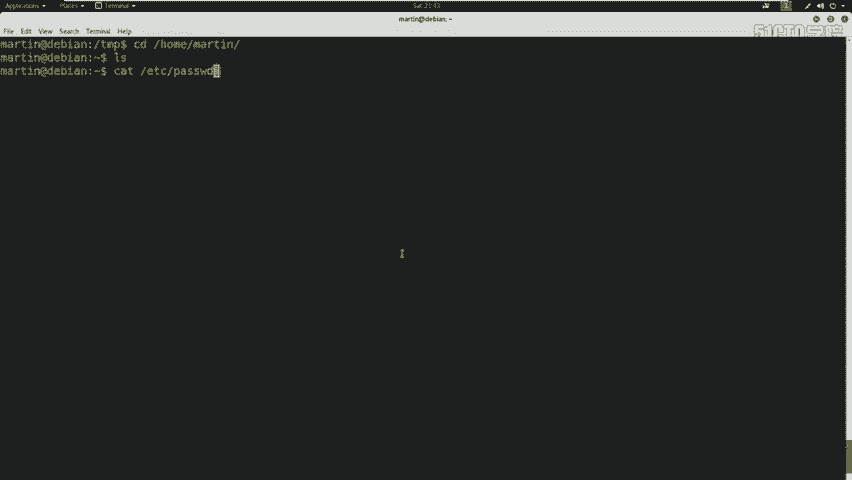 Applications Places Terminal Sat 21:43
martin@debian: ~
File Edit View Search Terminal Help
martin@debian:/tmp$ cd /home/martin/
martin@debian:~$ ls
martin@debian:~$ cat /etc/passwd